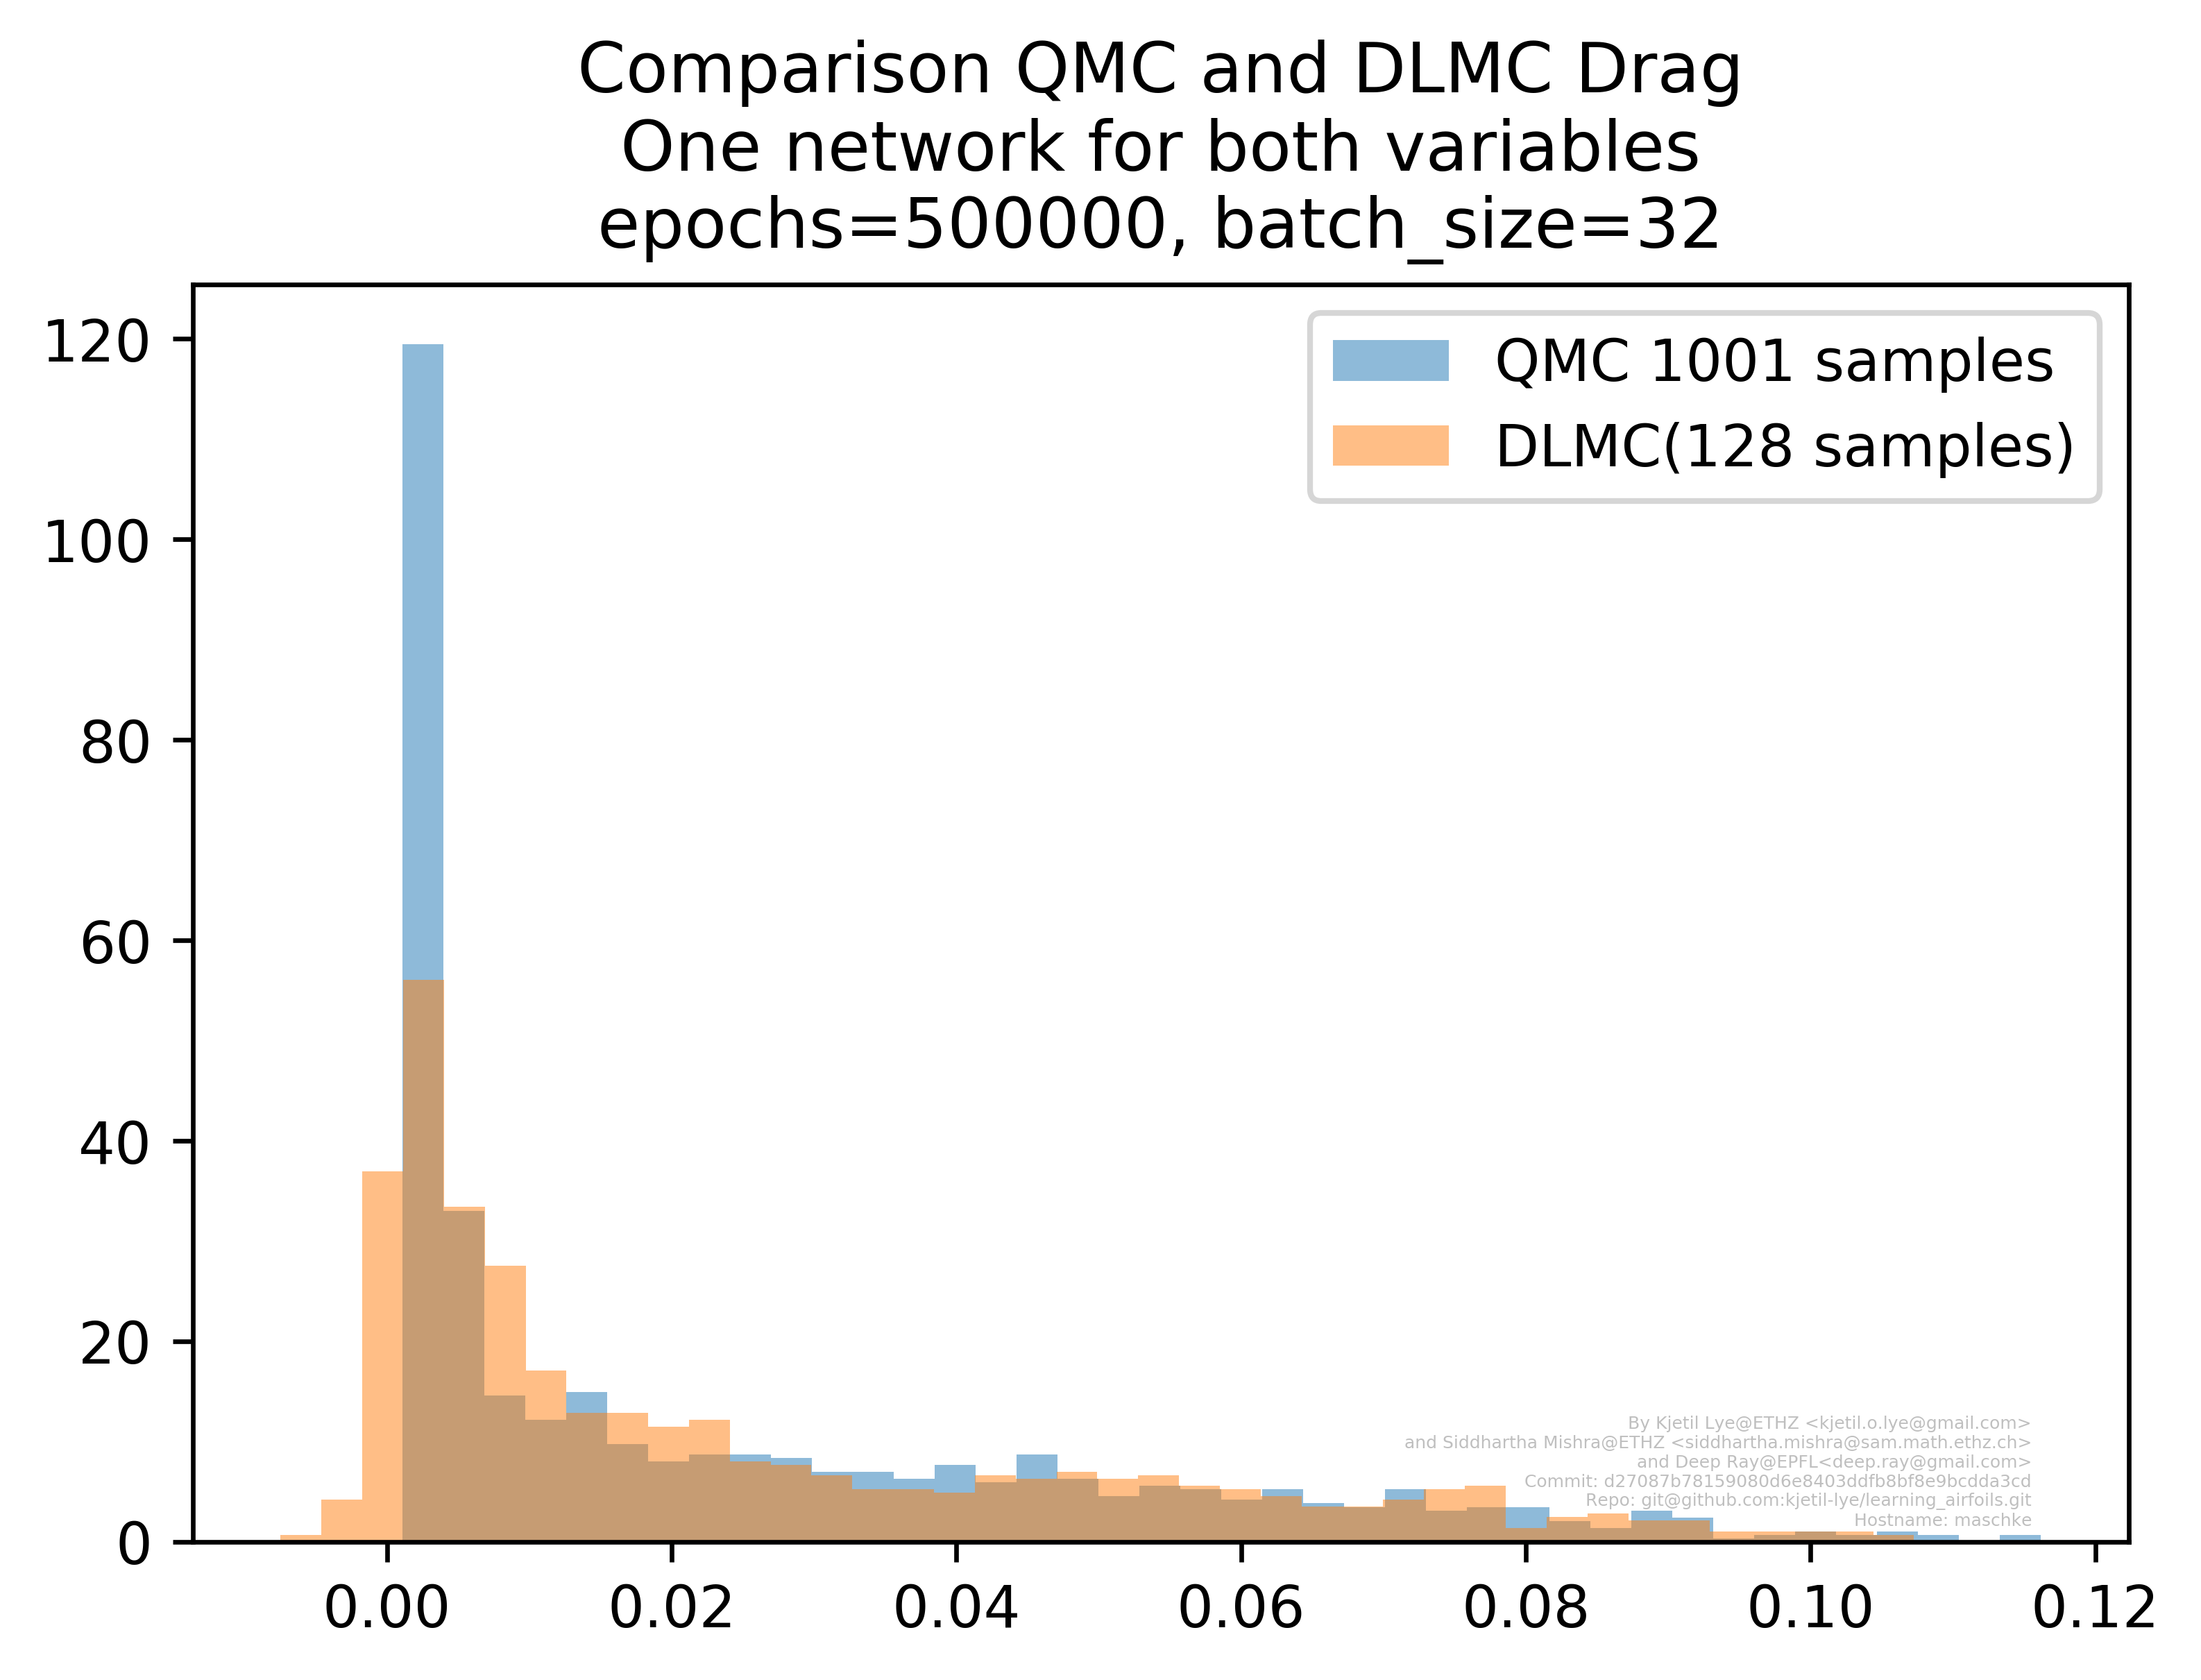 Comparison QMC and DLMC Drag
One network for both variables
epochs=500000, batch_size=32
QMC 1001 samples
DLMC(128 samples)
120
100
80
60
40
20
0
0.00 0.02 0.04 0.06 0.08 0.10 0.12
By Kjetil Lye@ETHZ <kjetil.o.lye@gmail.com>
and Siddhartha Mishra@ETHZ <siddhartha.mishra@sam.math.ethz.ch>
and Deep Ray@EPFL<deep.ray@gmail.com>
Commit: d27087b78159080d6e8403ddfb8bf8e9bcdda3cd
Repo: git@github.com:kjetil-lye/learning_airfoils.git
Hostname: maschke